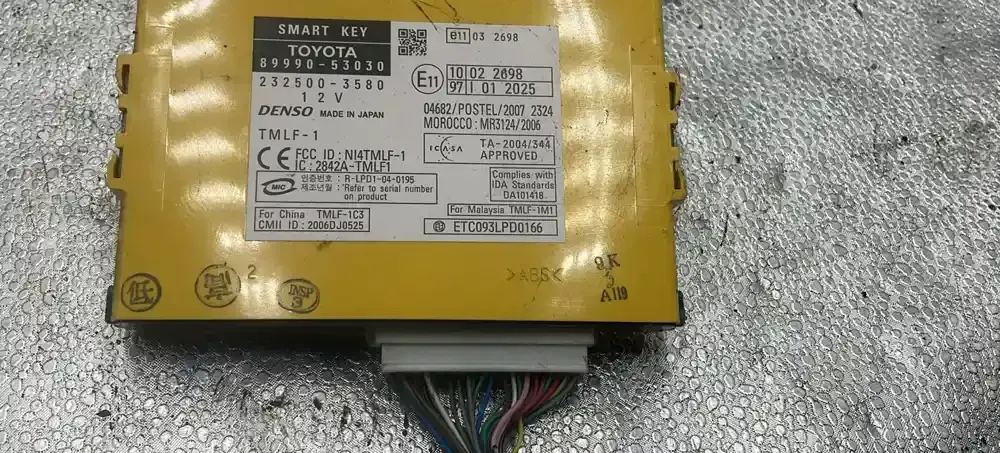 SMART KEY
TOYOTA
89990-53030
232500-3580
12V
DENSO MADE IN JAPAN
TMLF-1
CE FCC ID : NI4TMLF-1
IC : 2842A-TMLF1
MIC 인증번호 : R-LPD1-04-0195
제조년월 : "Refer to serial number
on product
For China TMLF-1C3
CMII ID : 2006DJ0525
e11 03 2698
E11 10 02 2698
97 I 01 2025
04682/POSTEL/2007 2324
MOROCCO : MR3124/2006
ICASA TA-2004/344
APPROVED
Complies with
IDA Standards
DA101418
For Malaysia TMLF-1M1
ETC093LPD0166
低
2
INSP
3
>ABS<
9K
5
A119